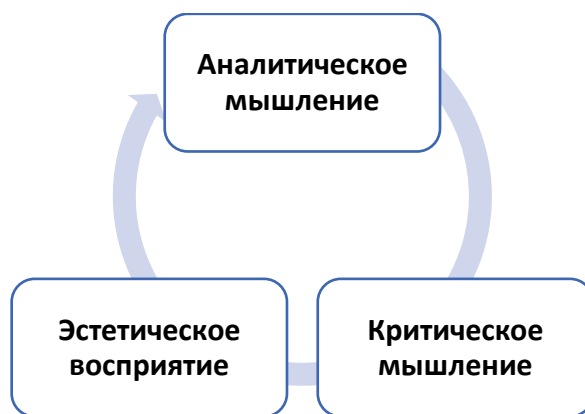 Аналитическое
мышление
Эстетическое
восприятие
Критическое
мышление